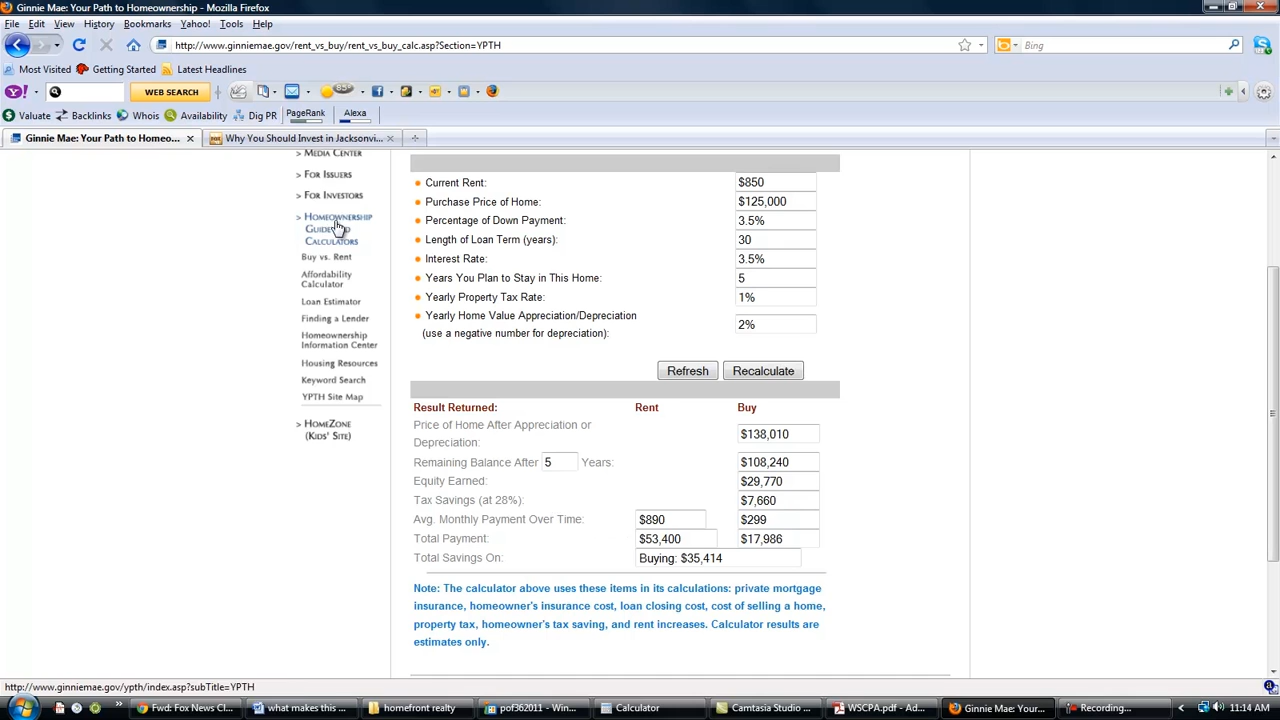 Ginnie Mae: Your Path to Homeownership - Mozilla Firefox
File Edit View History Bookmarks Yahoo! Tools Help
http://www.ginniemae.gov/rent_vs_buy/rent_vs_buy_calc.asp?Section=YPTH
Bing
Most Visited Getting Started Latest Headlines
Y! WEB SEARCH 85°
Valuate Backlinks Whois Availability Dig PR PageRank Alexa
Ginnie Mae: Your Path to Homeo... Why You Should Invest in Jacksonvi...
> MEDIA CENTER
> FOR ISSUERS
> FOR INVESTORS
> HOMEOWNERSHIP
CALCULATORS
Buy vs. Rent
Affordability
Calculator
Loan Estimator
Finding a Lender
Homeownership
Information Center
Housing Resources
Keyword Search
YPTH Site Map
> HOMEZONE
(KIDS' SITE)
Current Rent: $850
Purchase Price of Home: $125,000
Percentage of Down Payment: 3.5%
Length of Loan Term (years): 30
Interest Rate: 3.5%
Years You Plan to Stay in This Home: 5
Yearly Property Tax Rate: 1%
Yearly Home Value Appreciation/Depreciation
(use a negative number for depreciation): 2%
Refresh Recalculate
Result Returned: Rent Buy
Price of Home After Appreciation or
Depreciation: $138,010
Remaining Balance After 5 Years: $108,240
Equity Earned: $29,770
Tax Savings (at 28%): $7,660
Avg. Monthly Payment Over Time: $890 $299
Total Payment: $53,400 $17,986
Total Savings On: Buying: $35,414
Note: The calculator above uses these items in its calculations: private mortgage
insurance, homeowner's insurance cost, loan closing cost, cost of selling a home,
property tax, homeowner's tax saving, and rent increases. Calculator results are
estimates only.
http://www.ginniemae.gov/ypth/index.asp?subTitle=YPTH
Fwd: Fox News Cl... what makes this ... homefront realty pof362011 - Win... Calculator Camtasia Studio ... WSCPA.pdf - Ado... Ginnie Mae: Your... Recording... 11:14 AM